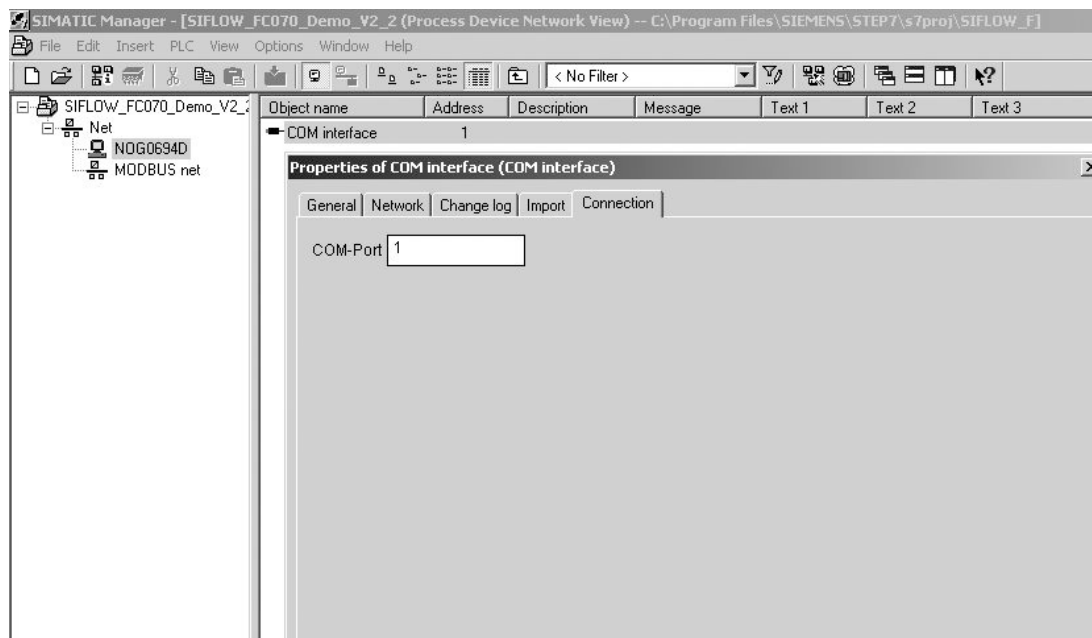 SIMATIC Manager - [SIFLOW_FC070_Demo_V2_2 (Process Device Network View) -- C:\Program Files\SIEMENS\STEP7\s7proj\SIFLOW_F]
File Edit Insert PLC View Options Window Help
< No Filter >
SIFLOW_FC070_Demo_V2_2
Net
NOG0694D
MODBUS net
Object name Address Description Message Text 1 Text 2 Text 3
COM interface 1
Properties of COM interface (COM interface)
General Network Change log Import Connection
COM-Port 1